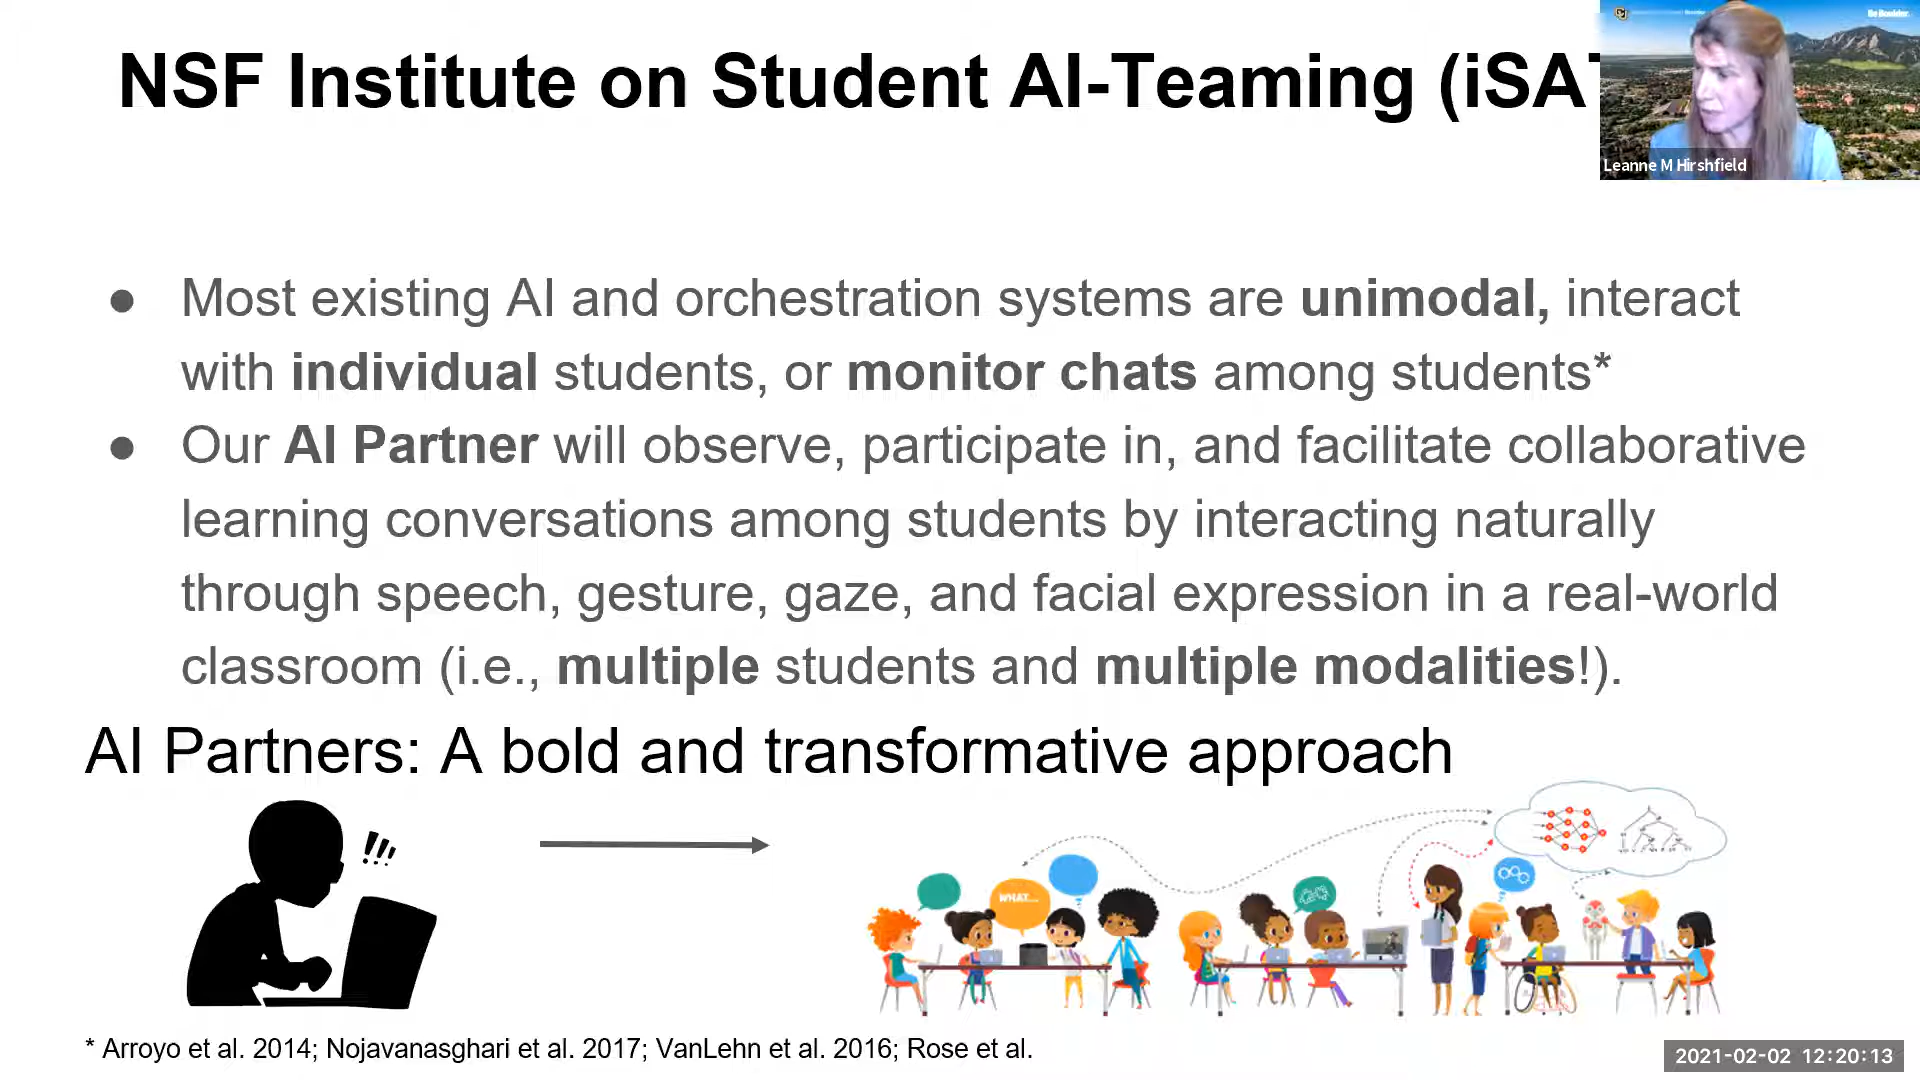 NSF Institute on Student AI-Teaming (iSAT
Be Boulder.
Leanne M Hirshfield
● Most existing AI and orchestration systems are unimodal, interact
with individual students, or monitor chats among students*
● Our AI Partner will observe, participate in, and facilitate collaborative
learning conversations among students by interacting naturally
through speech, gesture, gaze, and facial expression in a real-world
classroom (i.e., multiple students and multiple modalities!).
AI Partners: A bold and transformative approach
!!!
WHAT...
* Arroyo et al. 2014; Nojavanasghari et al. 2017; VanLehn et al. 2016; Rose et al.
2021-02-02 12:20:13